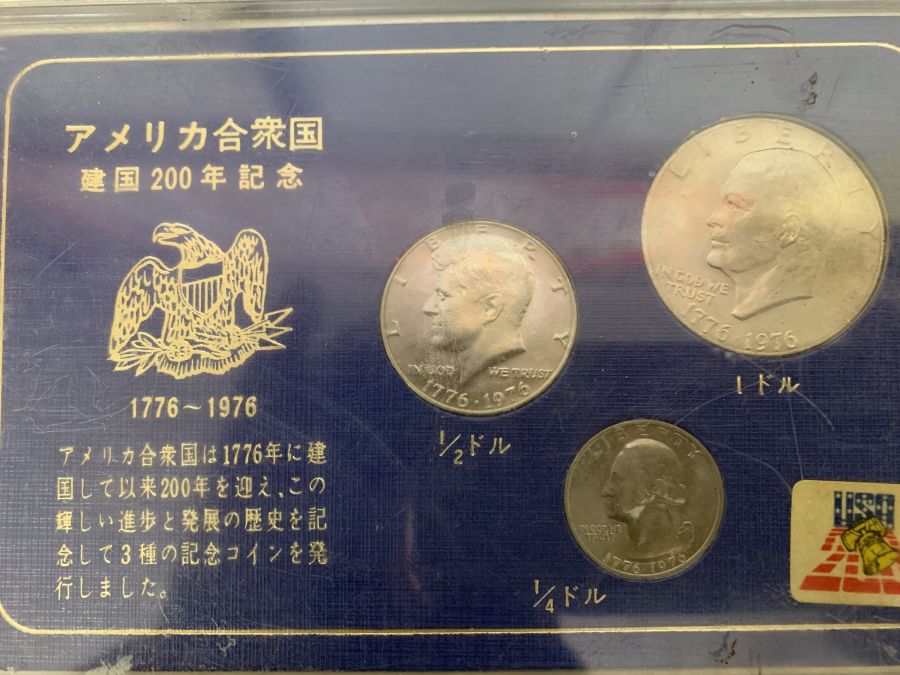 アメリカ合衆国
建国200年記念
1776～1976
アメリカ合衆国は1776年に建
国して以来200年を迎え、この
輝しい進歩と発展の歴史を記
念して3種の記念コインを発
行しました。
LIBERTY
IN GOD WE TRUST
1776-1976
1/2ドル
LIBERTY
IN GOD WE
TRUST
1776 1976
1ドル
LIBERTY
IN GOD WE
TRUST
1776 1976
1/4ドル
USA